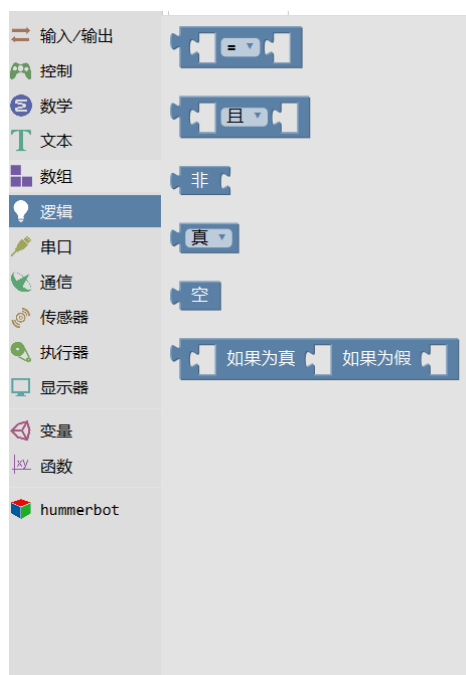 输入/输出
控制
数学
文本
数组
逻辑
串口
通信
传感器
执行器
显示器
变量
xy 函数
hummerbot
=
且
非
真
空
如果为真 如果为假